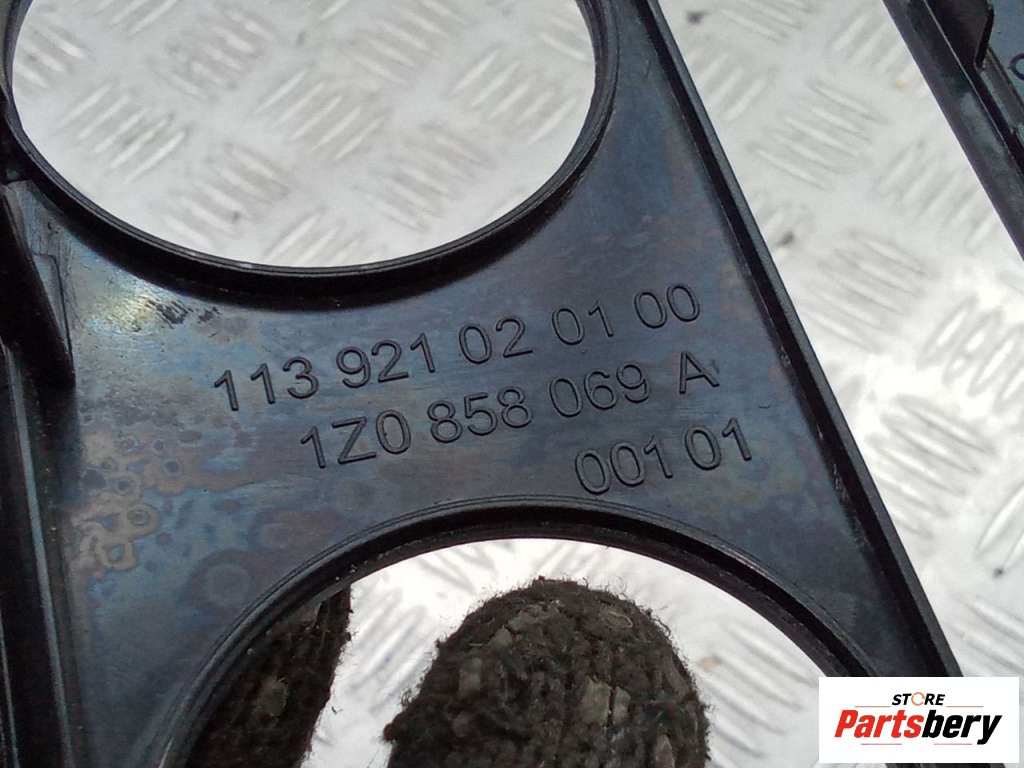 113 921 02 01 00
1Z0 858 069 A
001 01
STORE
Partsbery